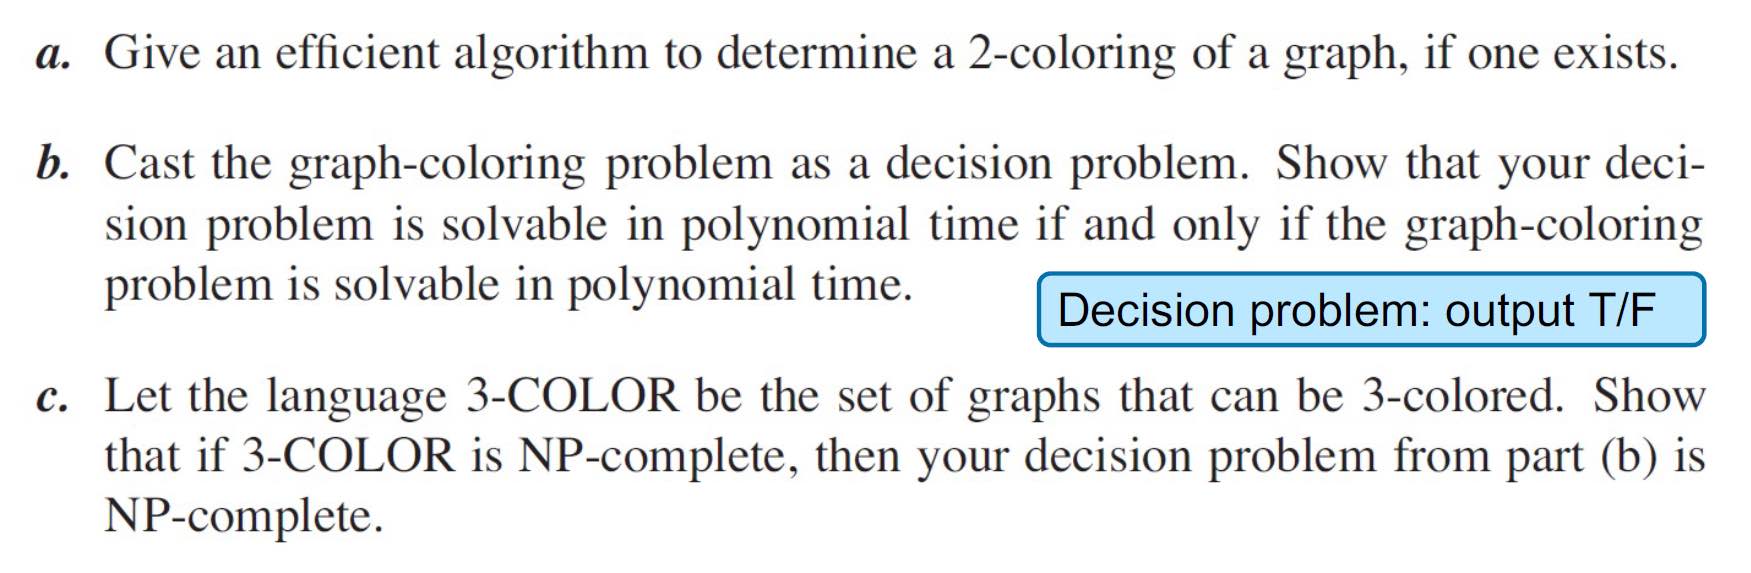 a. Give an efficient algorithm to determine a 2-coloring of a graph, if one exists.
b. Cast the graph-coloring problem as a decision problem. Show that your deci-
sion problem is solvable in polynomial time if and only if the graph-coloring
problem is solvable in polynomial time.
Decision problem: output T/F
c. Let the language 3-COLOR be the set of graphs that can be 3-colored. Show
that if 3-COLOR is NP-complete, then your decision problem from part (b) is
NP-complete.